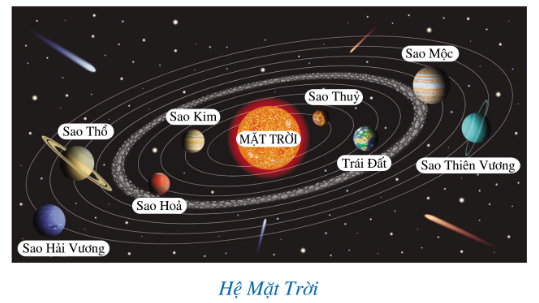 Sao Mộc
Sao Thuỷ
Sao Kim
Sao Thổ
MẶT TRỜI
Trái Đất
Sao Thiên Vương
Sao Hoả
Sao Hải Vương
Hệ Mặt Trời